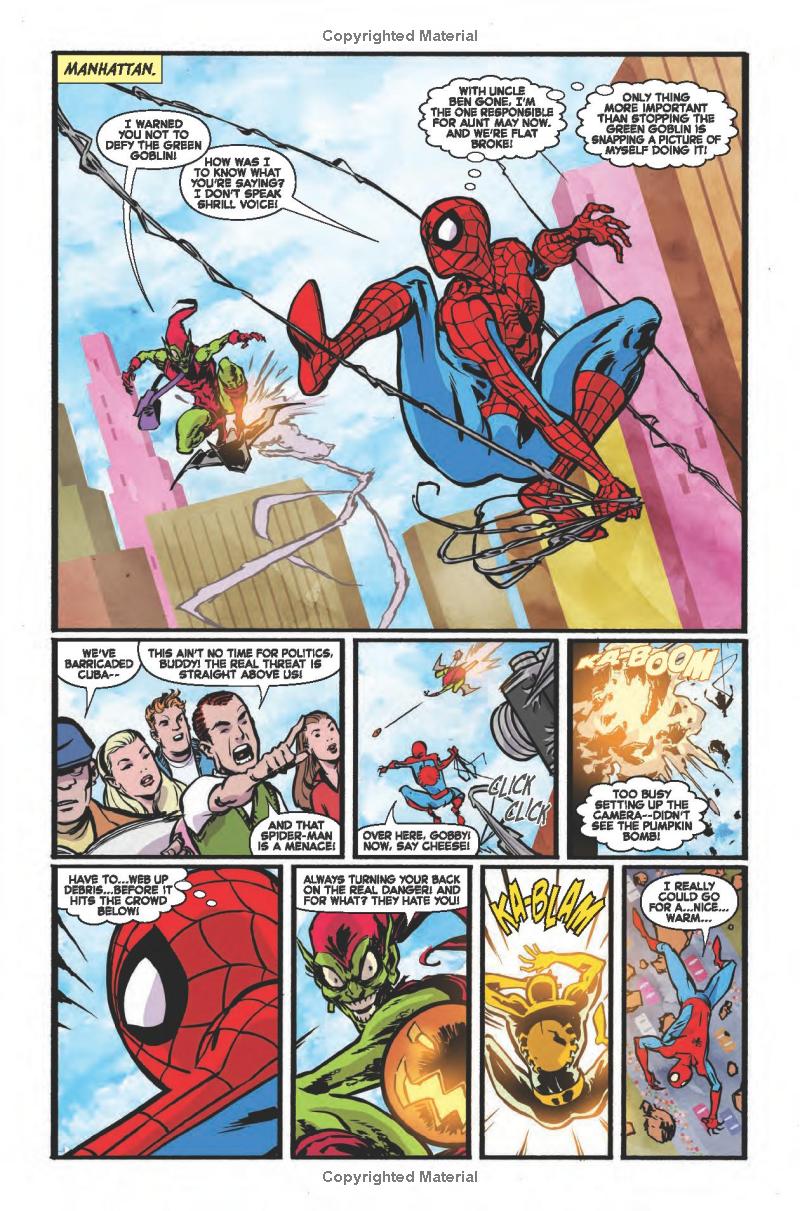 Copyrighted Material
MANHATTAN.
I WARNED
YOU NOT TO
DEFY THE GREEN
GOBLIN!
HOW WAS I
TO KNOW WHAT
YOU'RE SAYING?
I DON'T SPEAK
SHRILL VOICE!
WITH UNCLE
BEN GONE, I'M
THE ONE RESPONSIBLE
FOR AUNT MAY NOW.
AND WE'RE FLAT
BROKE!
ONLY THING
MORE IMPORTANT
THAN STOPPING THE
GREEN GOBLIN IS
SNAPPING A PICTURE OF
MYSELF DOING IT!
WE'VE
BARRICADED
CUBA--
THIS AIN'T NO TIME FOR POLITICS,
BUDDY! THE REAL THREAT IS
STRAIGHT ABOVE US!
AND THAT
SPIDER-MAN
IS A MENACE!
CLICK
CLICK
OVER HERE, GOBBY!
NOW, SAY CHEESE!
KA-BOOM
TOO BUSY
SETTING UP THE
CAMERA--DIDN'T
SEE THE PUMPKIN
BOMB!
HAVE TO...WEB UP
DEBRIS...BEFORE IT
HITS THE CROWD
BELOW!
ALWAYS TURNING YOUR BACK
ON THE REAL DANGER! AND
FOR WHAT? THEY HATE YOU!
KA-BLAM
I REALLY
COULD GO
FOR A...NICE...
WARM...
Copyrighted Material